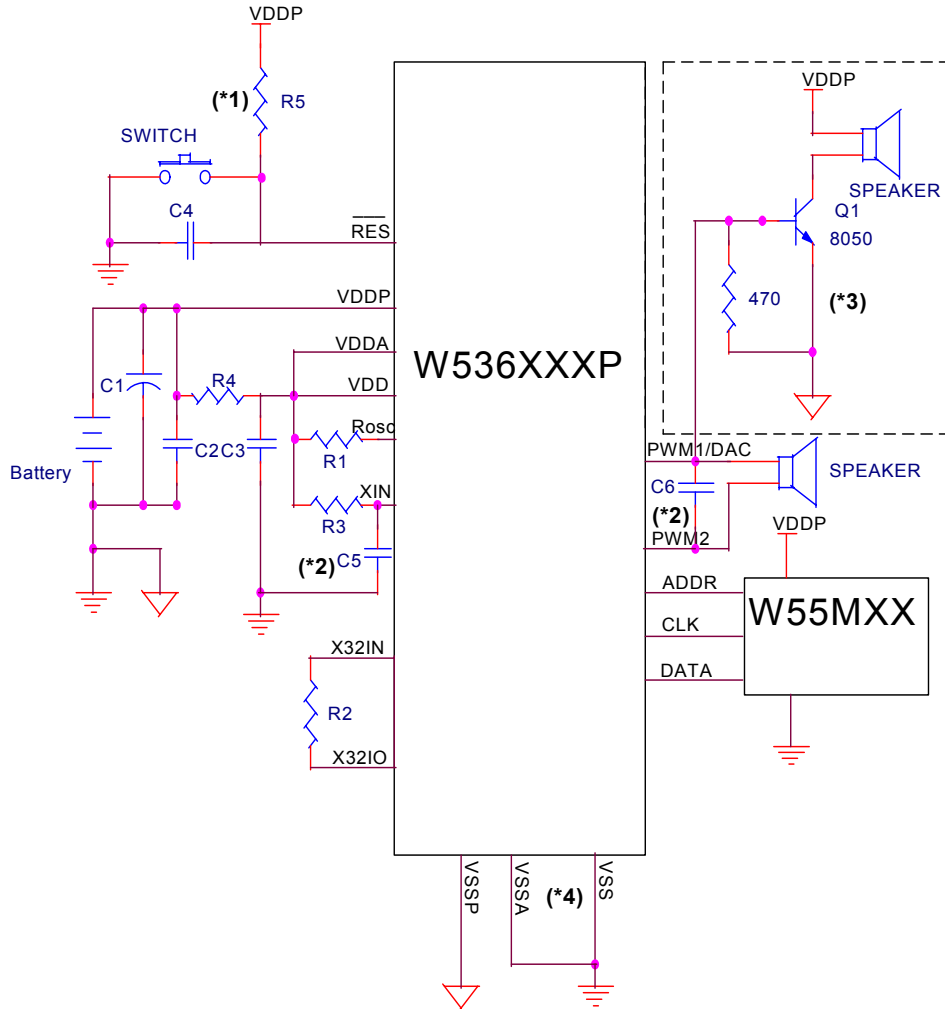 VDDP
(*1)
R5
SWITCH
C4
RES
VDDP
VDDA
VDD
Rosc
XIN
C1
R4
C2
C3
R1
R3
Battery
(*2)
C5
X32IN
R2
X32IO
W536XXXP
VSSP
VSSA
(*4)
VSS
VDDP
SPEAKER
Q1
8050
470
(*3)
PWM1/DAC
C6
SPEAKER
(*2)
PWM2
VDDP
ADDR
CLK
DATA
W55MXX